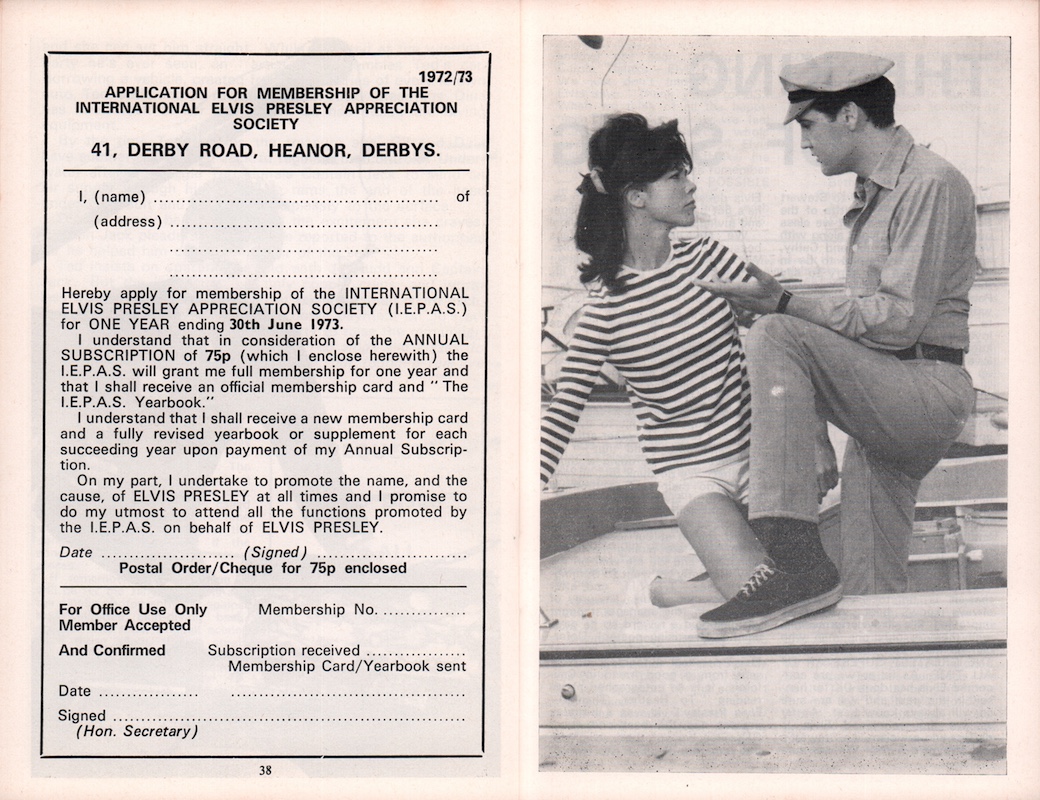 1972/73
APPLICATION FOR MEMBERSHIP OF THE
INTERNATIONAL ELVIS PRESLEY APPRECIATION
SOCIETY
41, DERBY ROAD, HEANOR, DERBYS.
I, (name) ................................................ of
(address) .............................................
.............................................
.............................................
Hereby apply for membership of the INTERNATIONAL
ELVIS PRESLEY APPRECIATION SOCIETY (I.E.P.A.S.)
for ONE YEAR ending 30th June 1973.
I understand that in consideration of the ANNUAL
SUBSCRIPTION of 75p (which I enclose herewith) the
I.E.P.A.S. will grant me full membership for one year and
that I shall receive an official membership card and " The
I.E.P.A.S. Yearbook."
I understand that I shall receive a new membership card
and a fully revised yearbook or supplement for each
succeeding year upon payment of my Annual Subscrip-
tion.
On my part, I undertake to promote the name, and the
cause, of ELVIS PRESLEY at all times and I promise to
do my utmost to attend all the functions promoted by
the I.E.P.A.S. on behalf of ELVIS PRESLEY.
Date ....................... (Signed) .........................
Postal Order/Cheque for 75p enclosed
For Office Use Only Membership No. ..............
Member Accepted
And Confirmed Subscription received .................
Membership Card/Yearbook sent
Date ................. ........................................
Signed ............................................................
(Hon. Secretary)
38